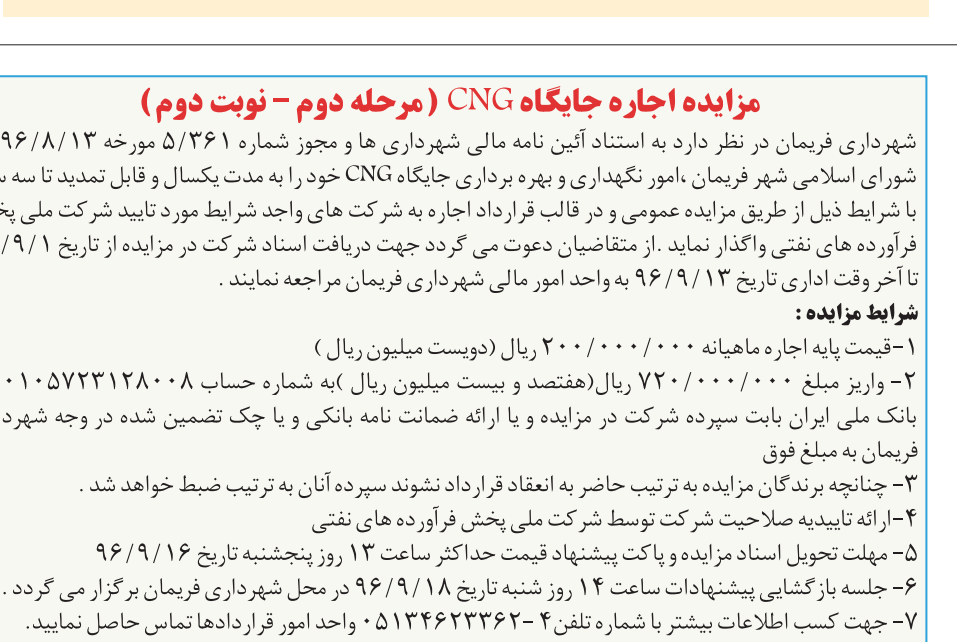 مزایده اجاره جایگاه CNG (مرحله دوم – نوبت دوم)
شهرداری فریمان در نظر دارد به استناد آئین نامه مالی شهرداری ها و مجوز شماره ۵/۳۶۱ مورخه ۹۶/۸/۱۳
شورای اسلامی شهر فریمان ،امور نگهداری و بهره برداری جایگاه CNG خود را به مدت یکسال و قابل تمدید تا سه
با شرایط ذیل از طریق مزایده عمومی و در قالب قرارداد اجاره به شرکت های واجد شرایط مورد تایید شرکت ملی
فرآورده های نفتی واگذار نماید .از متقاضیان دعوت می گردد جهت دریافت اسناد شرکت در مزایده از تاریخ /۹/۱
تا آخر وقت اداری تاریخ ۹۶/۹/۱۳ به واحد امور مالی شهرداری فریمان مراجعه نمایند .
شرایط مزایده :
۱-قیمت پایه اجاره ماهیانه ۲۰۰/۰۰۰/۰۰۰ ریال (دویست میلیون ریال )
۲- واریز مبلغ ۷۲۰/۰۰۰/۰۰۰ ریال(هفتصد و بیست میلیون ریال )به شماره حساب ۰۱۰۵۷۲۳۱۲۸۰۰۸
بانک ملی ایران بابت سپرده شرکت در مزایده و یا ارائه ضمانت نامه بانکی و یا چک تضمین شده در وجه
فریمان به مبلغ فوق
۳- چنانچه برندگان مزایده به ترتیب حاضر به انعقاد قرارداد نشوند سپرده آنان به ترتیب ضبط خواهد شد .
۴-ارائه تاییدیه صلاحیت شرکت توسط شرکت ملی پخش فرآورده های نفتی
۵- مهلت تحویل اسناد مزایده و پاکت پیشنهاد قیمت حداکثر ساعت ۱۳ روز پنجشنبه تاریخ ۹۶/۹/۱۶
۶- جلسه بازگشایی پیشنهادات ساعت ۱۴ روز شنبه تاریخ ۹۶/۹/۱۸ در محل شهرداری فریمان برگزار می گردد .
۷- جهت کسب اطلاعات بیشتر با شماره تلفن۴ -۰۵۱۳۴۶۲۳۳۶۲ واحد امور قراردادها تماس حاصل نمایید.